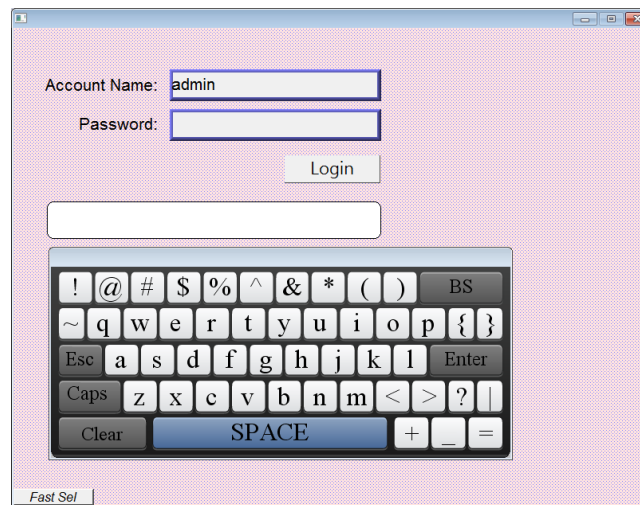 Account Name: admin
Password:
Login
! @ # $ % ^ & * ( ) BS
~ q w e r t y u i o p { }
Esc a s d f g h j k l Enter
Caps z x c v b n m < > ? |
Clear SPACE + _ =
Fast Sel